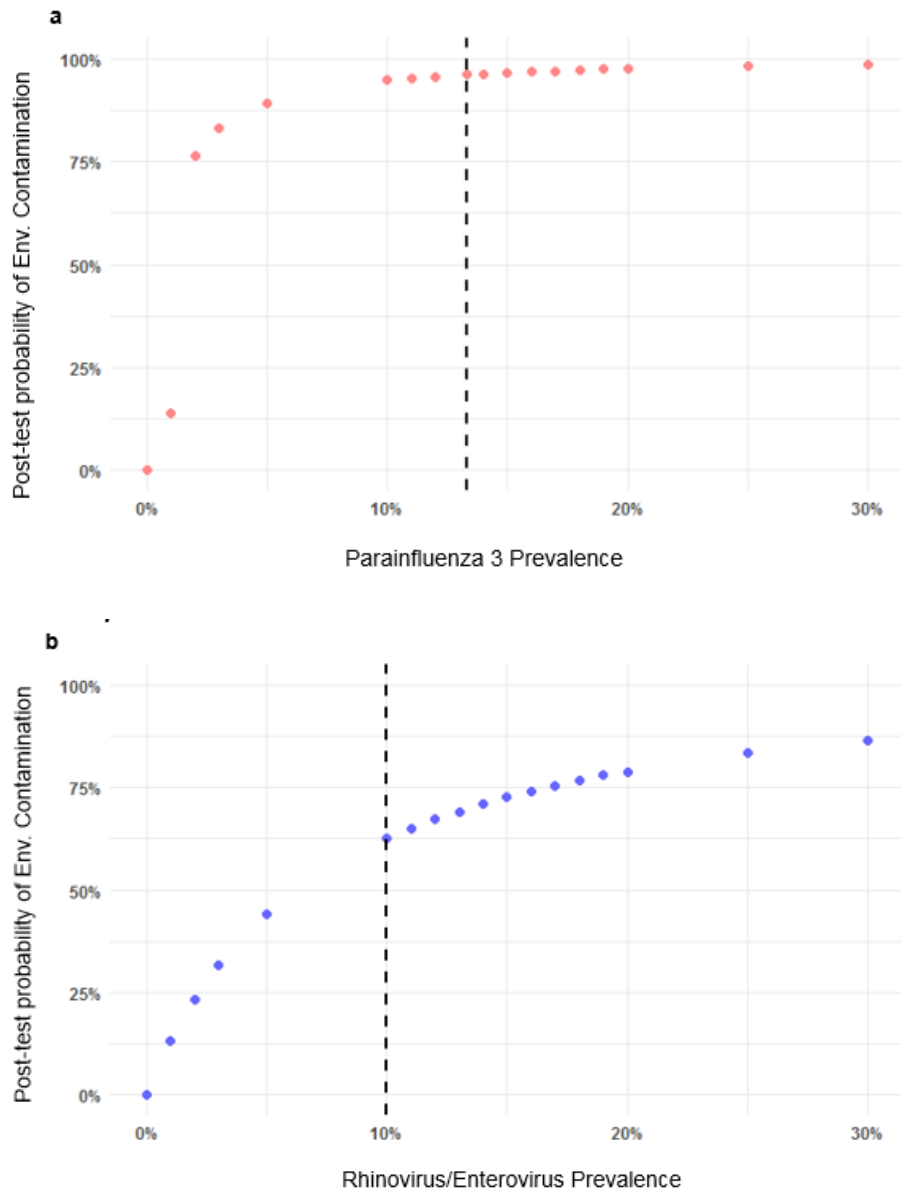 a
100%
75%
50%
25%
0%
Post-test probability of Env. Contamination
0% 10% 20% 30%
Parainfluenza 3 Prevalence
b
100%
75%
50%
25%
0%
Post-test probability of Env. Contamination
0% 10% 20% 30%
Rhinovirus/Enterovirus Prevalence